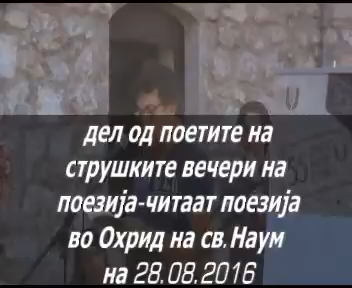 дел од поетите на
струшките вечери на
поезија-читаат поезија
во Охрид на св.Наум
на 28.08.2016